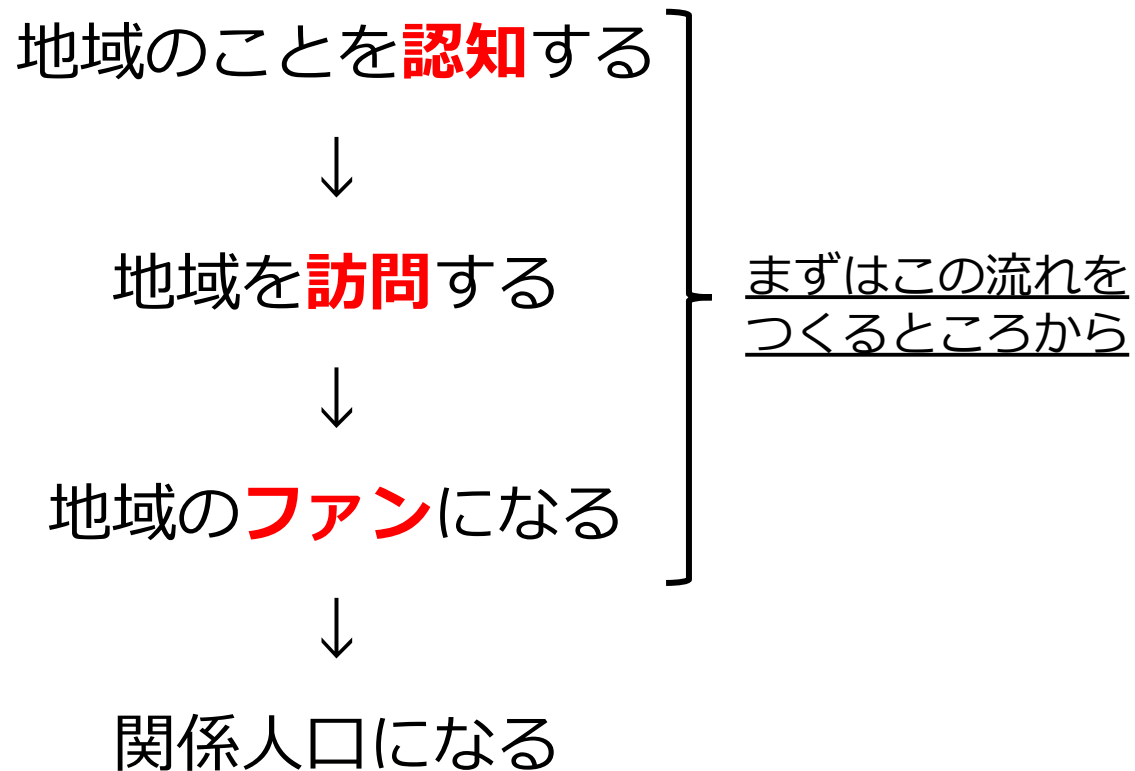 地域のことを認知する
↓
地域を訪問する
↓
地域のファンになる
↓
関係人口になる
まずはこの流れを
つくるところから